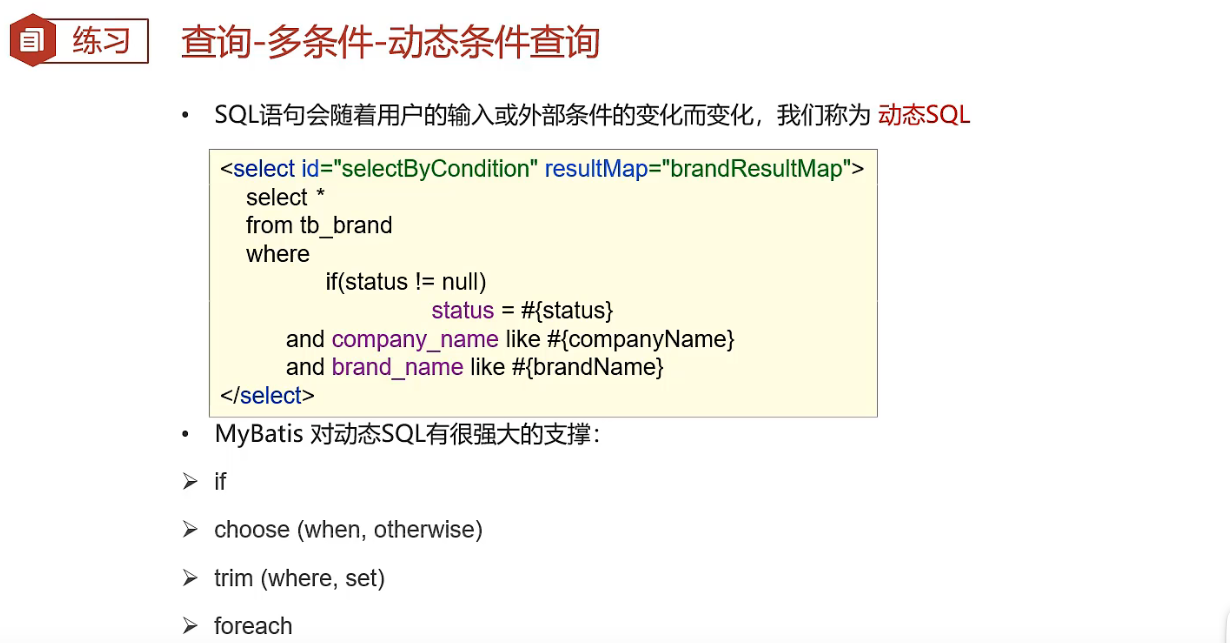 练习
查询-多条件-动态条件查询
• SQL语句会随着用户的输入或外部条件的变化而变化，我们称为 动态SQL
<select id="selectByCondition" resultMap="brandResultMap">
select *
from tb_brand
where
if(status != null)
status = #{status}
and company_name like #{companyName}
and brand_name like #{brandName}
</select>
• MyBatis 对动态SQL有很强大的支撑：
➢ if
➢ choose (when, otherwise)
➢ trim (where, set)
➢ foreach